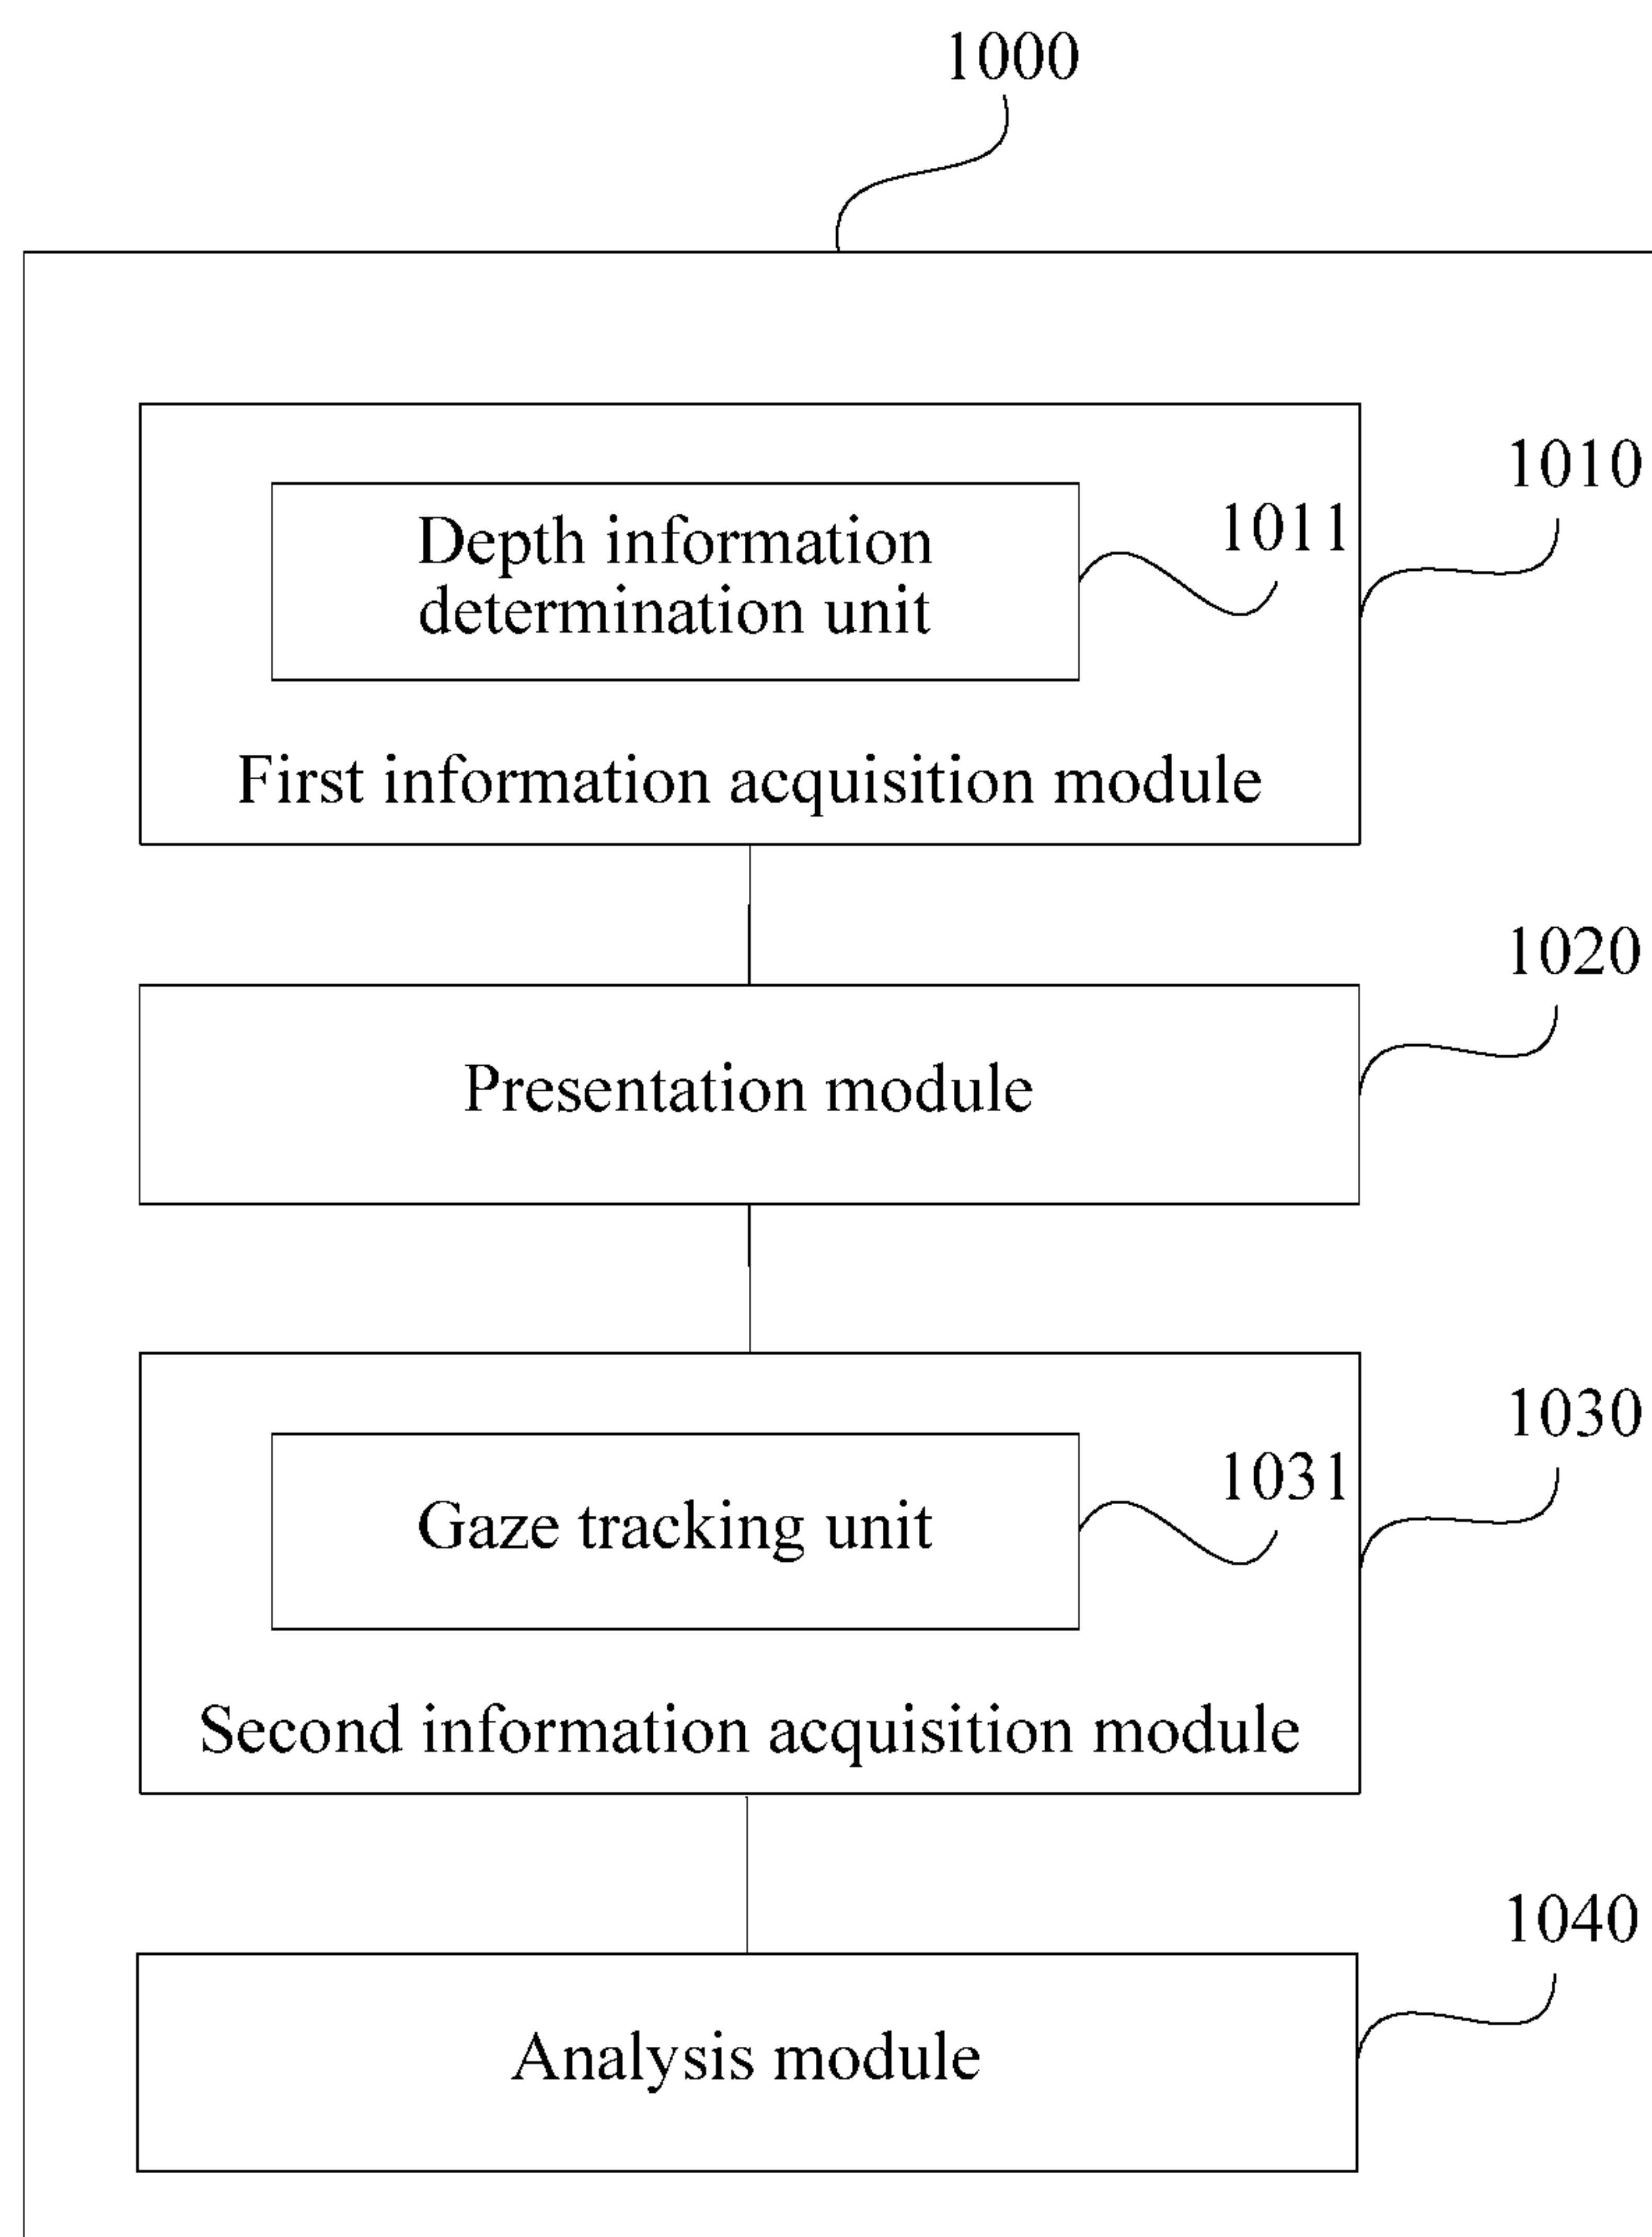 1000
1010
1011
Depth information
determination unit
First information acquisition module
1020
Presentation module
1030
1031
Gaze tracking unit
Second information acquisition module
1040
Analysis module